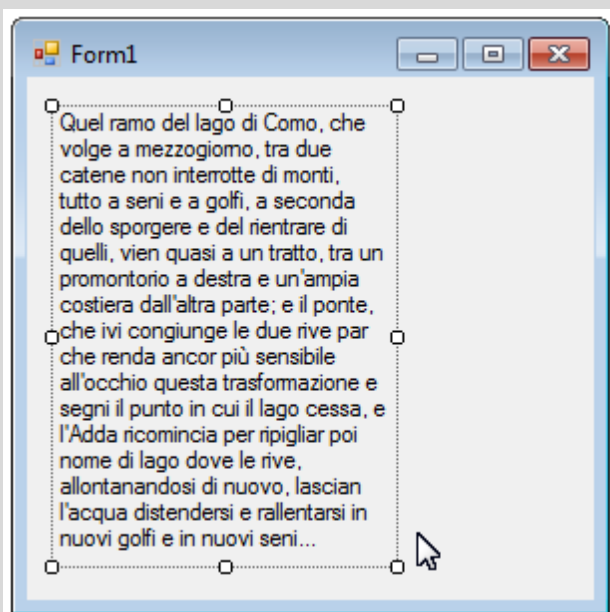 Form1
Quel ramo del lago di Como, che
volge a mezzogiorno, tra due
catene non interrotte di monti,
tutto a seni e a golfi, a seconda
dello sporgere e del rientrare di
quelli, vien quasi a un tratto, tra un
promontorio a destra e un'ampia
costiera dall'altra parte; e il ponte,
che ivi congiunge le due rive par
che renda ancor più sensibile
all'occhio questa trasformazione e
segni il punto in cui il lago cessa, e
l'Adda ricomincia per ripigliar poi
nome di lago dove le rive,
allontanandosi di nuovo, lascian
l'acqua distendersi e rallentarsi in
nuovi golfi e in nuovi seni...